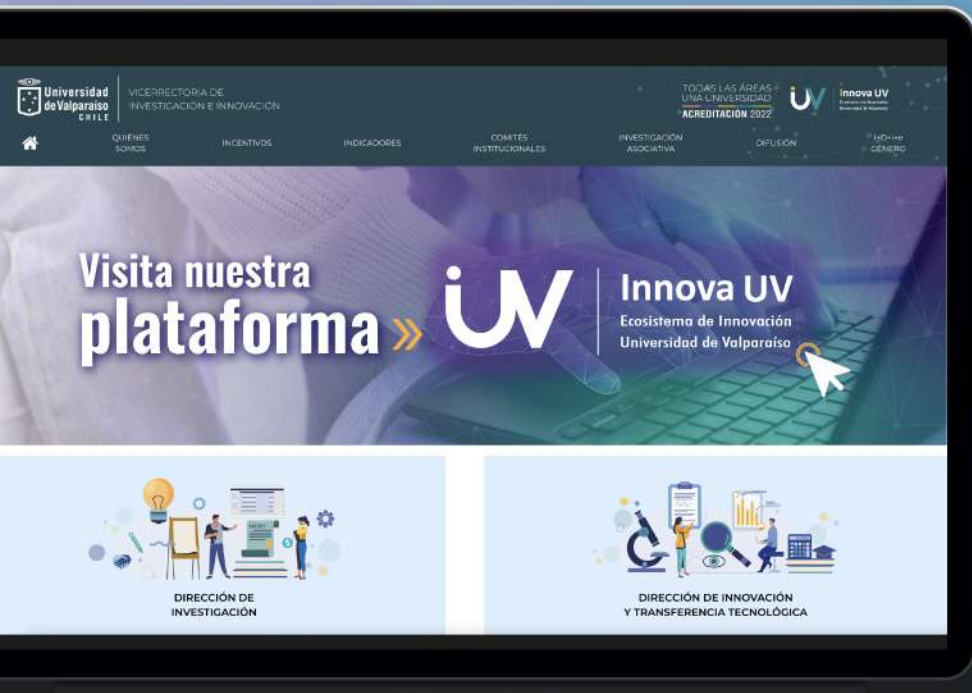 Universidad
de Valparaíso
CHILE
VICERRECTORÍA DE
INVESTIGACIÓN E INNOVACIÓN
TODAS LAS ÁREAS
UNA UNIVERSIDAD
ACREDITACIÓN 2022
UV
Innova UV
QUIÉNES
SOMOS
INCENTIVOS
INDICADORES
COMITÉS
INSTITUCIONALES
INVESTIGACIÓN
ASOCIATIVA
DIFUSIÓN
GÉNERO
Visita nuestra
plataforma »
UV
Innova UV
Ecosistema de Innovación
Universidad de Valparaíso
DIRECCIÓN DE
INVESTIGACIÓN
DIRECCIÓN DE INNOVACIÓN
Y TRANSFERENCIA TECNOLÓGICA